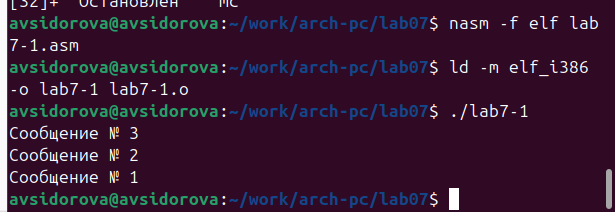 [32]+ Остановлен mc
avsidorova@avsidorova:~/work/arch-pc/lab07$ nasm -f elf lab
7-1.asm
avsidorova@avsidorova:~/work/arch-pc/lab07$ ld -m elf_i386
-o lab7-1 lab7-1.o
avsidorova@avsidorova:~/work/arch-pc/lab07$ ./lab7-1
Сообщение № 3
Сообщение № 2
Сообщение № 1
avsidorova@avsidorova:~/work/arch-pc/lab07$